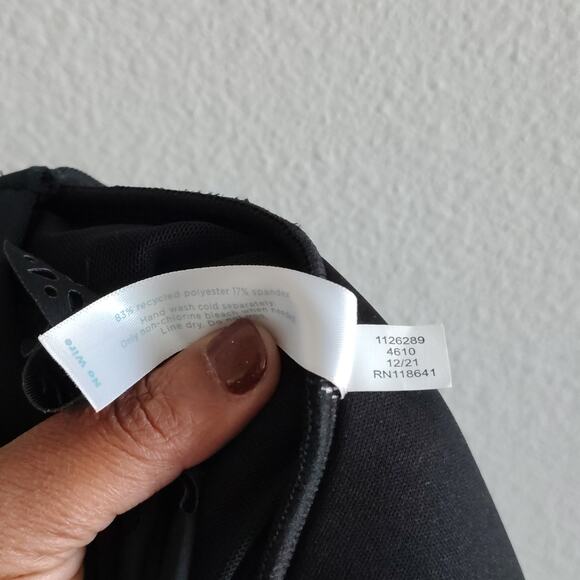 83% recycled polyester 17% spandex
Hand wash cold separately.
Only non-chlorine bleach when needed
Line dry. Do
No Wire
1126289
4610
12/21
RN118641